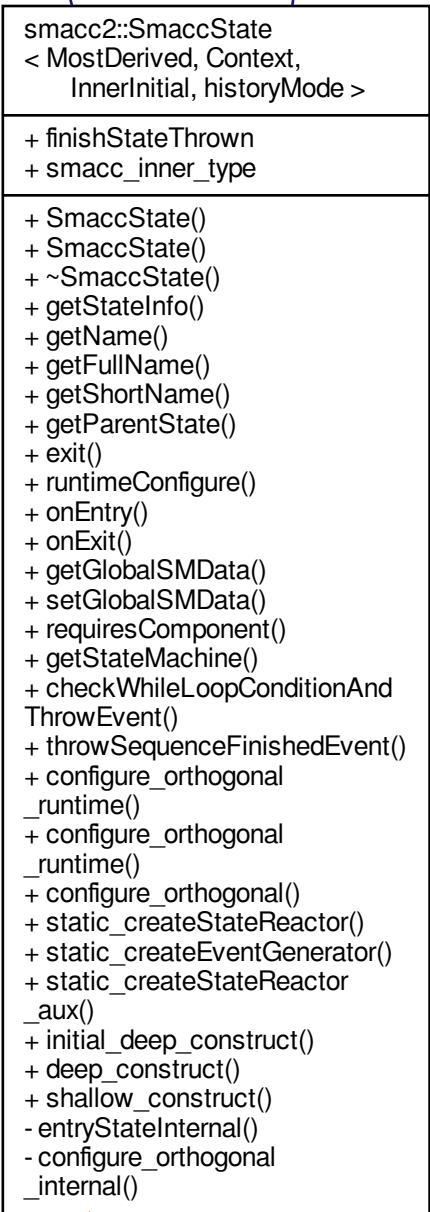 smacc2::SmaccState
< MostDerived, Context,
InnerInitial, historyMode >
+ finishStateThrown
+ smacc_inner_type
+ SmaccState()
+ SmaccState()
+ ~SmaccState()
+ getStateInfo()
+ getName()
+ getFullName()
+ getShortName()
+ getParentState()
+ exit()
+ runtimeConfigure()
+ onEntry()
+ onExit()
+ getGlobalSMData()
+ setGlobalSMData()
+ requiresComponent()
+ getStateMachine()
+ checkWhileLoopConditionAnd
ThrowEvent()
+ throwSequenceFinishedEvent()
+ configure_orthogonal
_runtime()
+ configure_orthogonal
_runtime()
+ configure_orthogonal()
+ static_createStateReactor()
+ static_createEventGenerator()
+ static_createStateReactor
_aux()
+ initial_deep_construct()
+ deep_construct()
+ shallow_construct()
- entryStateInternal()
- configure_orthogonal
_internal()